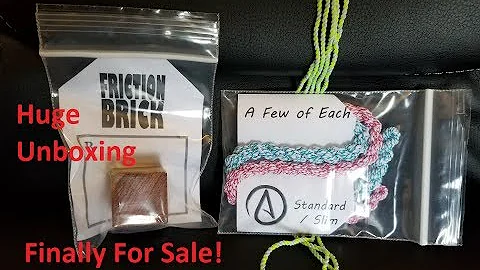 FRICTION
BRICK
Huge
Unboxing
A Few of Each
Standard
/ Slim
Finally For Sale!